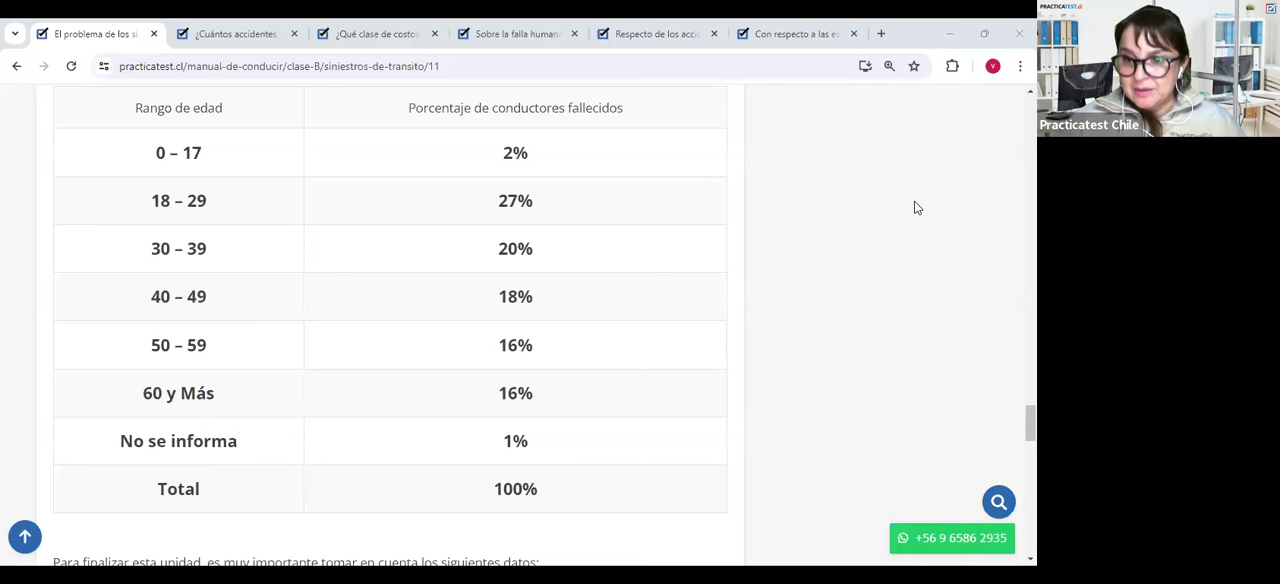 El problema de los si
¿Cuántos accidentes
¿Qué clase de costos
Sobre la falla human
Respecto de los acci
Con respecto a las e
practicatest.cl/manual-de-conducir/clase-B/siniestros-de-transito/11
v
PRACTICATEST.cl
Practicatest Chile
Rango de edad Porcentaje de conductores fallecidos
0 – 17 2%
18 – 29 27%
30 – 39 20%
40 – 49 18%
50 – 59 16%
60 y Más 16%
No se informa 1%
Total 100%
+56 9 6586 2935
Para finalizar esta unidad, es muy importante tomar en cuenta los siguientes datos: